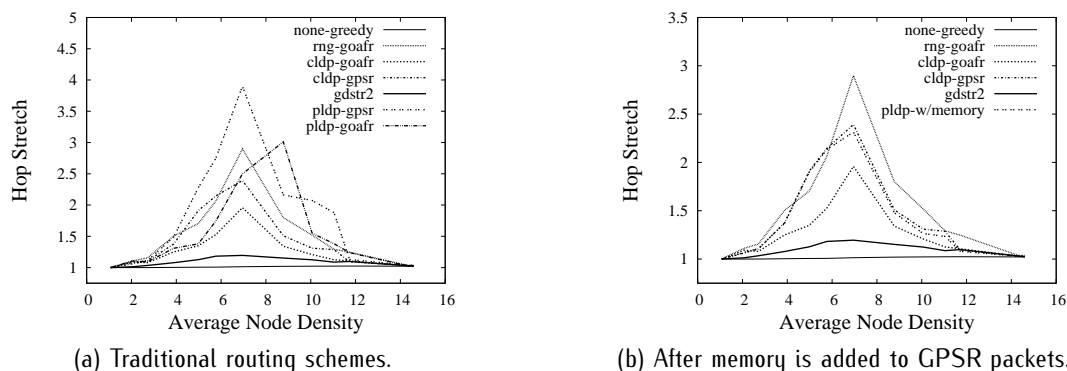 5
4.5
4
3.5
3
2.5
2
1.5
1
Hop Stretch
none-greedy
rng-goafr
cldp-goafr
cldp-gpsr
gdstr2
pldp-gpsr
pldp-goafr
0 2 4 6 8 10 12 14 16
Average Node Density
(a) Traditional routing schemes.
3.5
3
2.5
2
1.5
1
Hop Stretch
none-greedy
rng-goafr
cldp-goafr
cldp-gpsr
gdstr2
pldp-w/memory
0 2 4 6 8 10 12 14 16
Average Node Density
(b) After memory is added to GPSR packets.